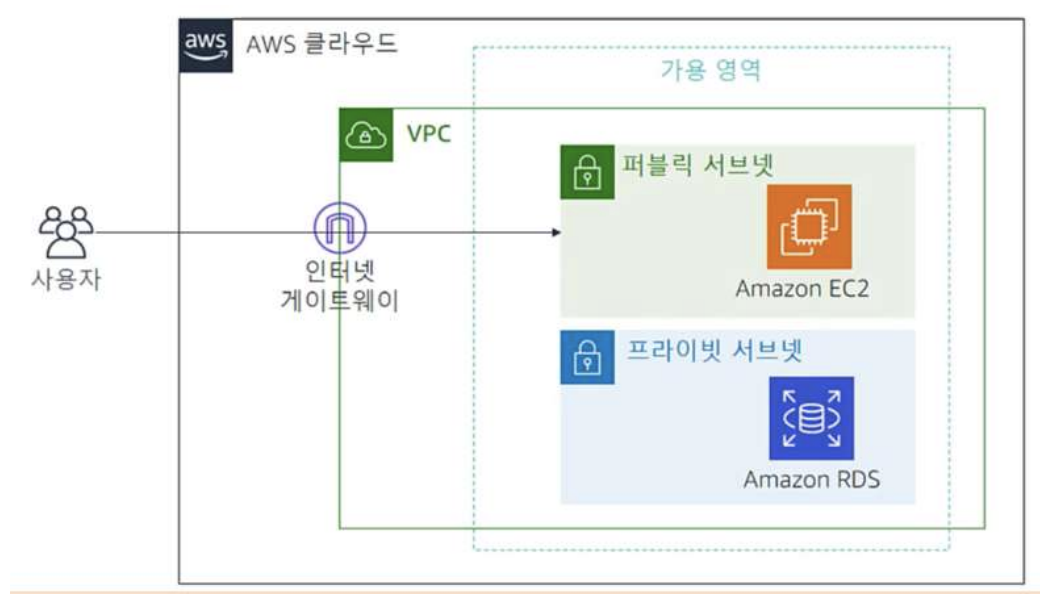 aws
AWS 클라우드
가용 영역
VPC
퍼블릭 서브넷
Amazon EC2
사용자
인터넷
게이트웨이
프라이빗 서브넷
Amazon RDS